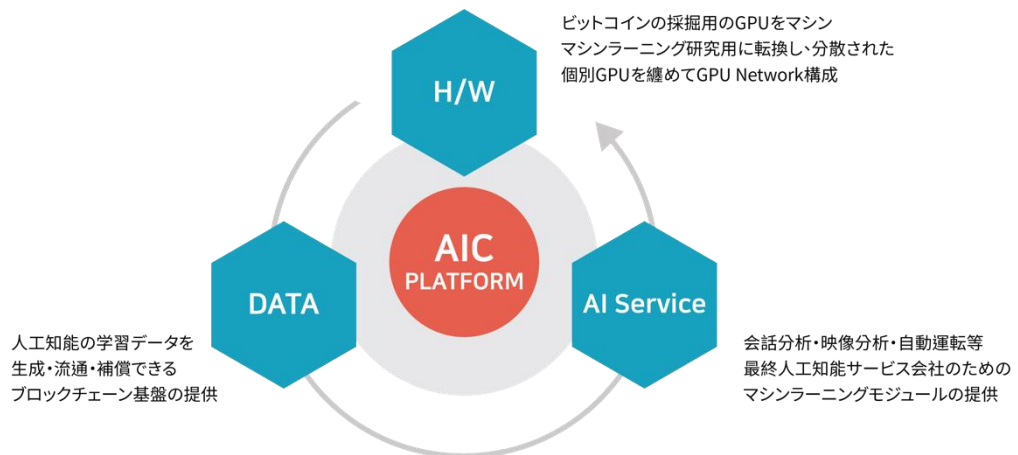 ビットコインの採掘用のGPUをマシン
マシンラーニング研究用に転換し、分散された
個別GPUを纏めてGPU Network構成
H/W
AIC
PLATFORM
DATA
AI Service
人工知能の学習データを
生成・流通・補償できる
ブロックチェーン基盤の提供
会話分析・映像分析・自動運転等
最終人工知能サービス会社のための
マシンラーニングモジュールの提供